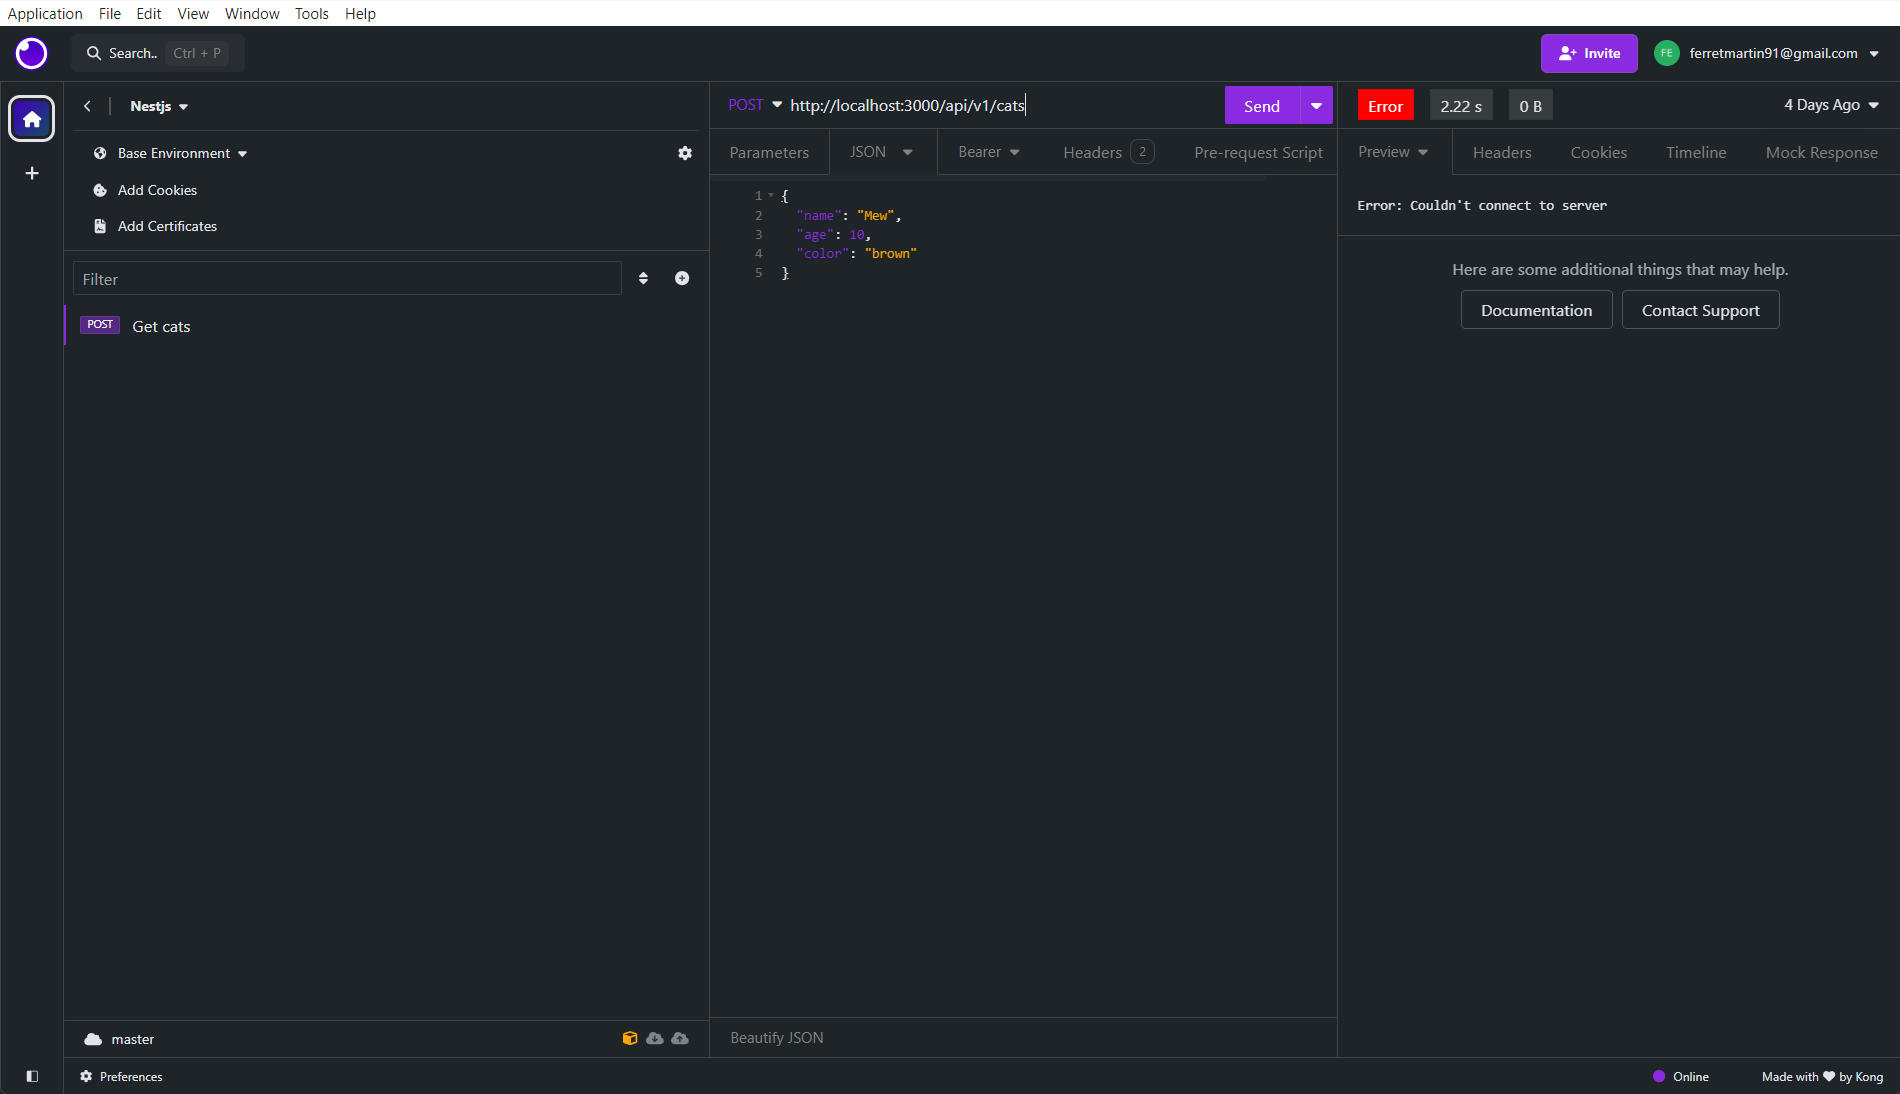 Application File Edit View Window Tools Help
Search.. Ctrl + P
Invite
FE ferretmartin91@gmail.com
Nestjs
Base Environment
Add Cookies
Add Certificates
Filter
POST Get cats
master
Preferences
POST http://localhost:3000/api/v1/cats Send
Parameters JSON Bearer Headers 2 Pre-request Script
1 {
2 "name": "Mew",
3 "age": 10,
4 "color": "brown"
5 }
Beautify JSON
Error 2.22 s 0 B 4 Days Ago
Preview Headers Cookies Timeline Mock Response
Error: Couldn't connect to server
Here are some additional things that may help.
Documentation Contact Support
Online Made with by Kong